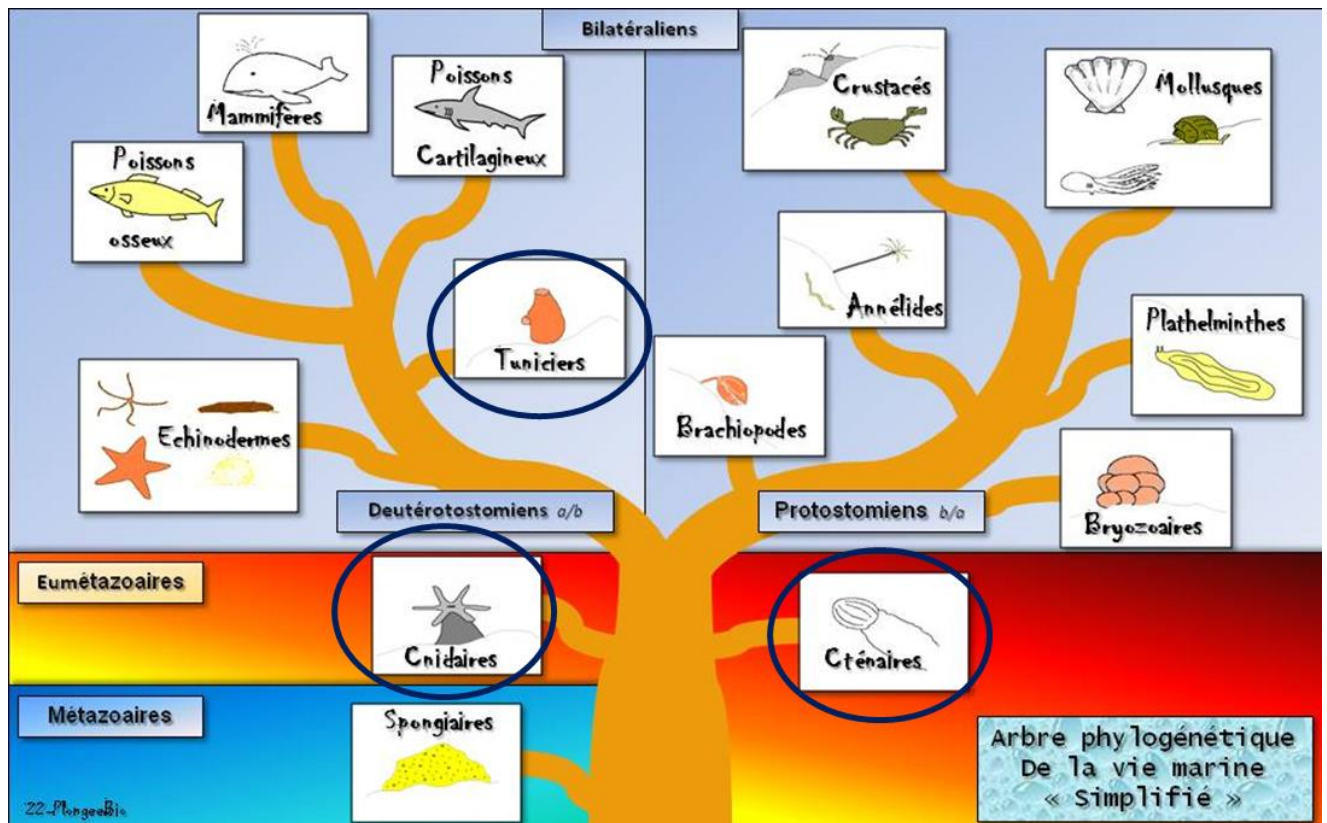 Bilatéraliens
Mammifères
Poissons
Cartilagineux
Poissons
osseux
Tuniciers
Echinodermes
Crustacés
Mollusques
Annélides
Plathelminthes
Brachiopodes
Bryozoaires
Deutérotostomiens a/b
Protostomiens b/a
Eumétazoaires
Cnidaires
Cténaires
Métazoaires
Spongiaires
Arbre phylogénétique
De la vie marine
« Simplifié »
'22-PlongeeBio